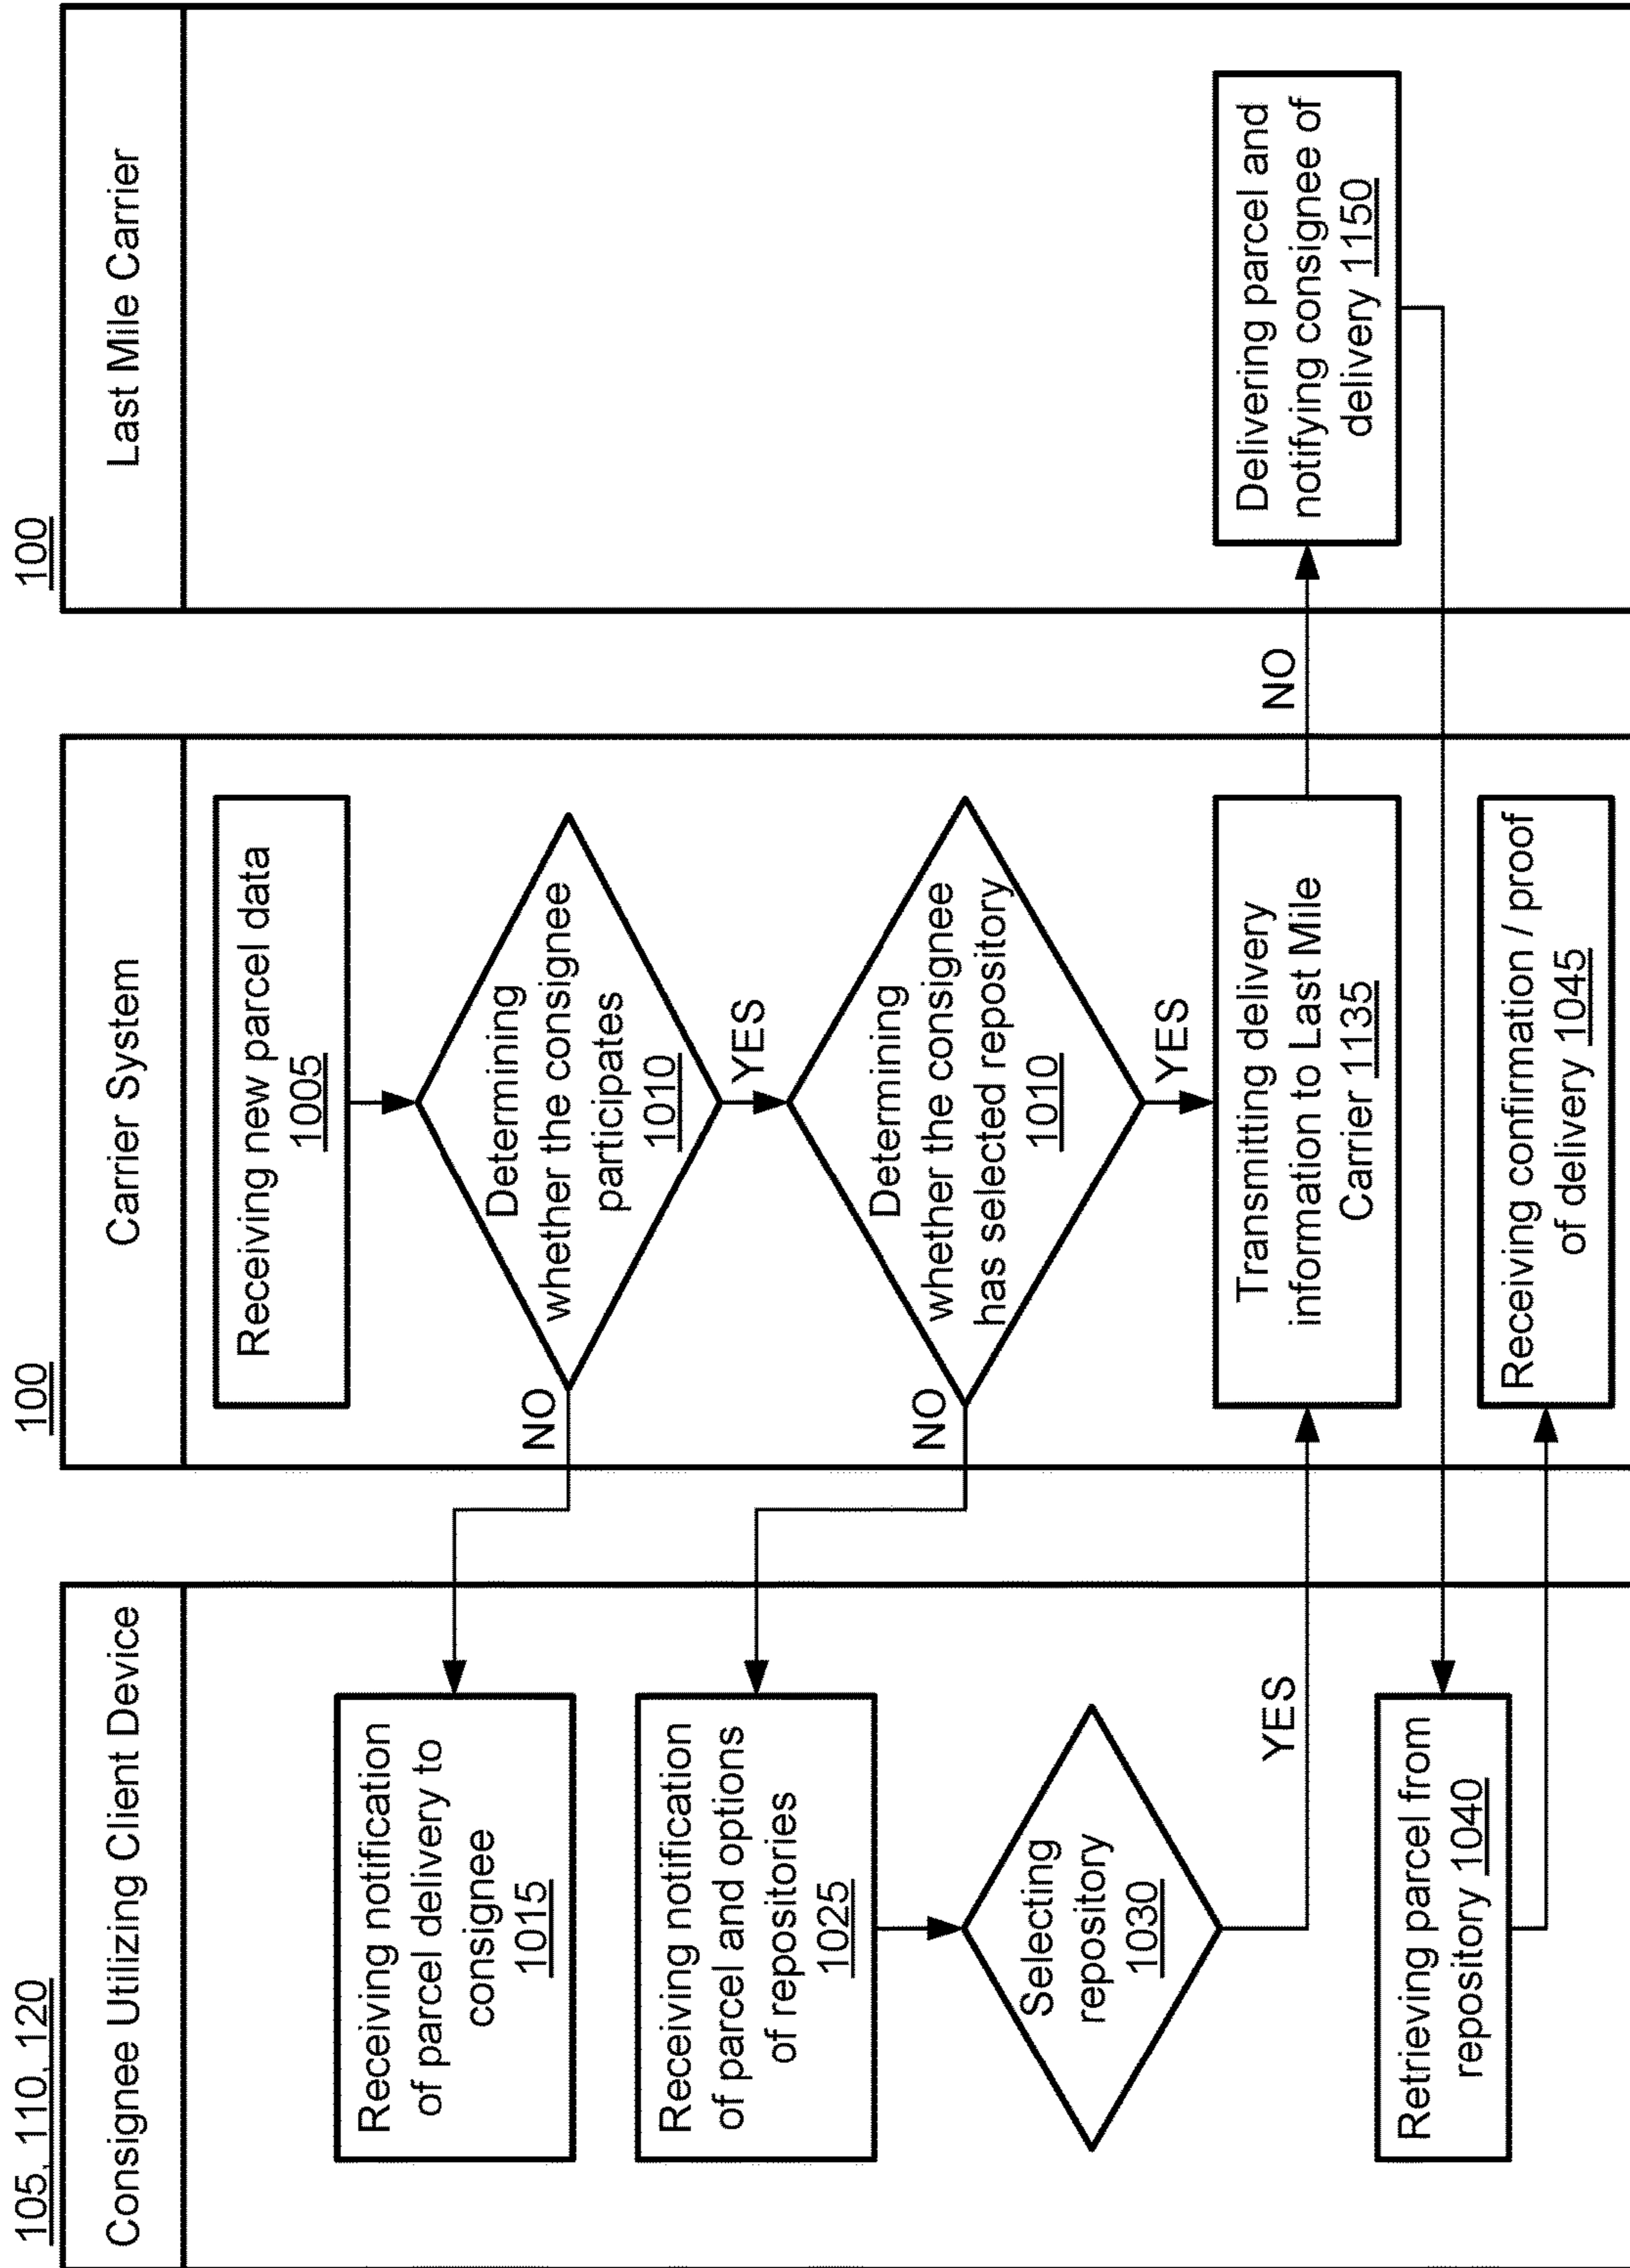 105, 110, 120
Consignee Utilizing Client Device
Receiving notification
of parcel delivery to
consignee
1015
Receiving notification
of parcel and options
of repositories
1025
Selecting
repository
1030
YES
Retrieving parcel from
repository 1040
100
Carrier System
Receiving new parcel data
1005
Determining
whether the consignee
participates
1010
NO
YES
Determining
whether the consignee
has selected repository
1010
NO
YES
Transmitting delivery
information to Last Mile
Carrier 1135
NO
Receiving confirmation / proof
of delivery 1045
100
Last Mile Carrier
Delivering parcel and
notifying consignee of
delivery 1150